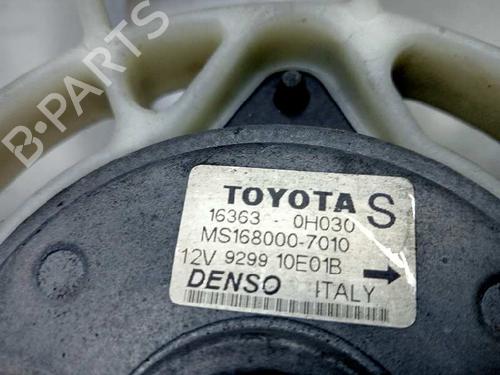 B-PARTS
TOYOTA S
16363 - 0H030
MS168000-7010
12V 9299 10E01B
DENSO ITALY